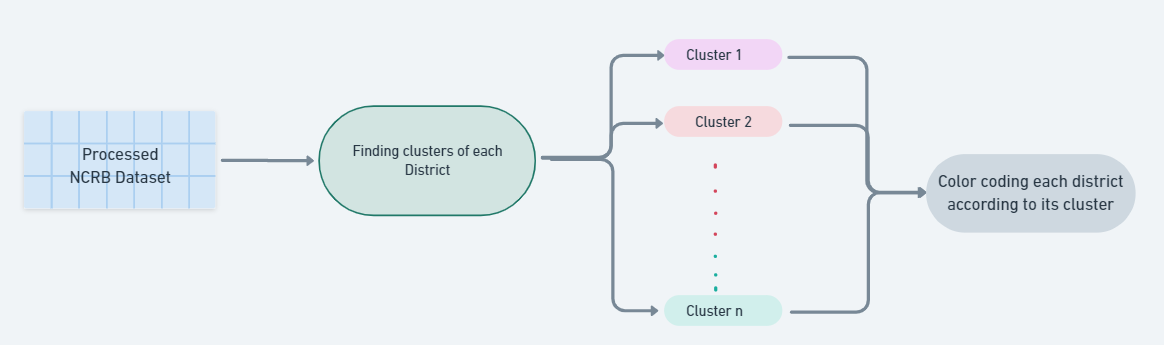 Processed
NCRB Dataset
Finding clusters of each
District
Cluster 1
Cluster 2
Cluster n
Color coding each district
according to its cluster